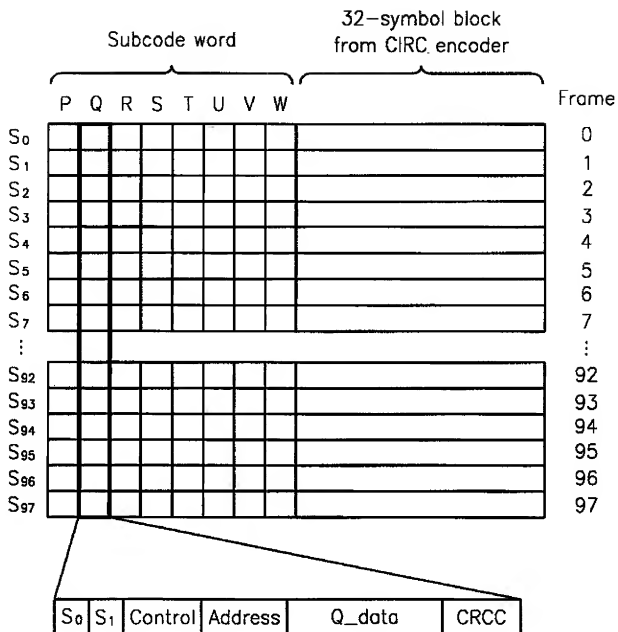 Subcode word
32-symbol block
from CIRC encoder
P Q R S T U V W Frame
S0 0
S1 1
S2 2
S3 3
S4 4
S5 5
S6 6
S7 7
⋮ ⋮
S92 92
S93 93
S94 94
S95 95
S96 96
S97 97
S0 S1 Control Address Q_data CRCC